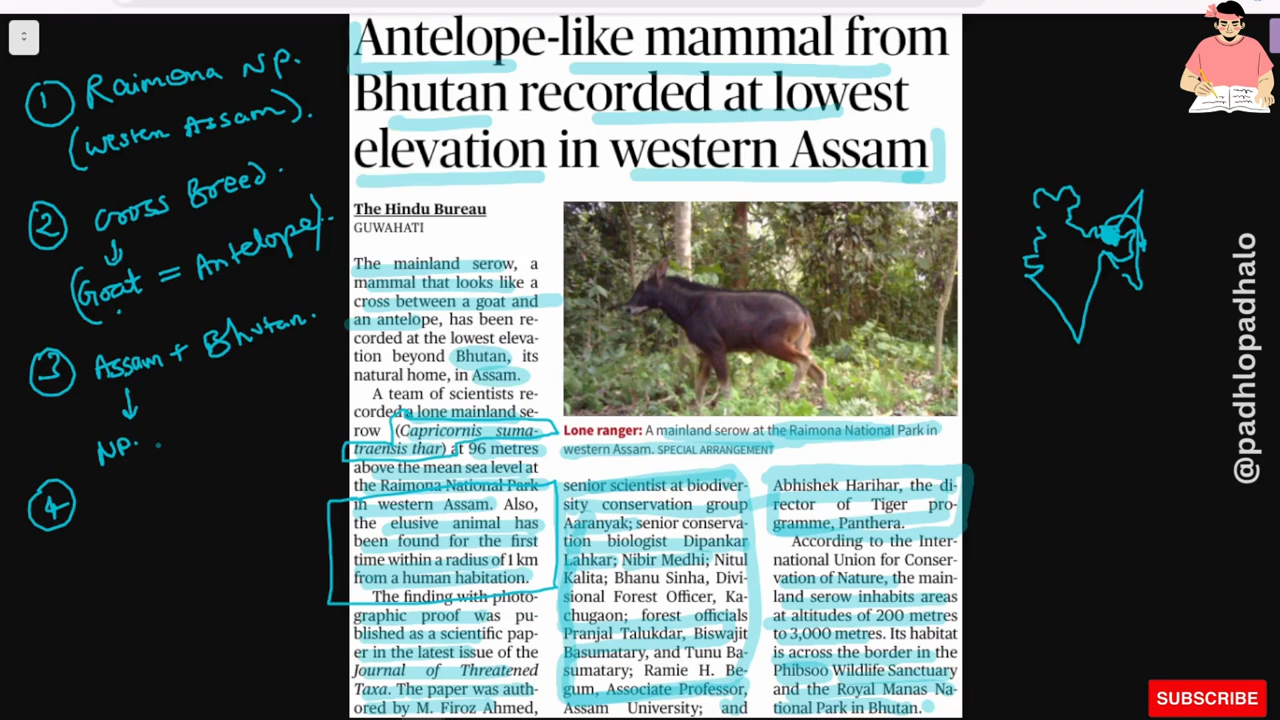 Antelope-like mammal from
Bhutan recorded at lowest
elevation in western Assam
① Raimona NP.
(western Assam).
② Cross Breed.
(Goat = Antelope).
③ Assam + Bhutan.
NP.
④
The Hindu Bureau
GUWAHATI
The mainland serow, a
mammal that looks like a
cross between a goat and
an antelope, has been re-
corded at the lowest eleva-
tion beyond Bhutan, its
natural home, in Assam.
A team of scientists re-
corded a lone mainland se-
row (Capricornis suma-
traensis thar) at 96 metres
above the mean sea level at
the Raimona National Park
in western Assam. Also,
the elusive animal has
been found for the first
time within a radius of 1 km
from a human habitation.
The finding with photo-
graphic proof was pu-
blished as a scientific pap-
er in the latest issue of the
Journal of Threatened
Taxa. The paper was auth-
ored by M. Firoz Ahmed,
Lone ranger: A mainland serow at the Raimona National Park in
western Assam. SPECIAL ARRANGEMENT
senior scientist at biodiver-
sity conservation group
Aaranyak; senior conserva-
tion biologist Dipankar
Lahkar; Nibir Medhi; Nitul
Kalita; Bhanu Sinha, Divi-
sional Forest Officer, Ka-
chugaon; forest officials
Pranjal Talukdar, Biswajit
Basumatary, and Tunu Ba-
sumatary; Ramie H. Be-
gum, Associate Professor,
Assam University; and
Abhishek Harihar, the di-
rector of Tiger pro-
gramme, Panthera.
According to the Inter-
national Union for Conser-
vation of Nature, the main-
land serow inhabits areas
at altitudes of 200 metres
to 3,000 metres. Its habitat
is across the border in the
Phibsoo Wildlife Sanctuary
and the Royal Manas Na-
tional Park in Bhutan.
@padhlopadhalo
SUBSCRIBE